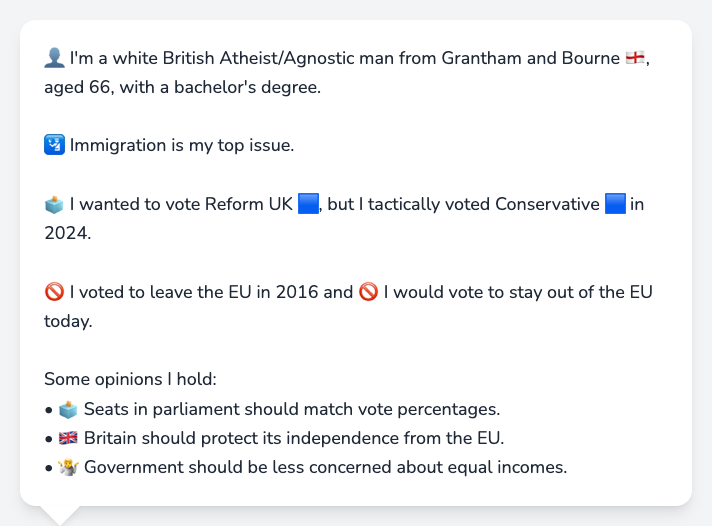 👤 I'm a white British Atheist/Agnostic man from Grantham and Bourne 🏴󠁧󠁢󠁥󠁮󠁧󠁿,
aged 66, with a bachelor's degree.
🛂 Immigration is my top issue.
🗳️ I wanted to vote Reform UK 🟦, but I tactically voted Conservative 🟦 in
2024.
🚫 I voted to leave the EU in 2016 and 🚫 I would vote to stay out of the EU
today.
Some opinions I hold:
• 🗳️ Seats in parliament should match vote percentages.
• 🇬🇧 Britain should protect its independence from the EU.
• 🤷 Government should be less concerned about equal incomes.